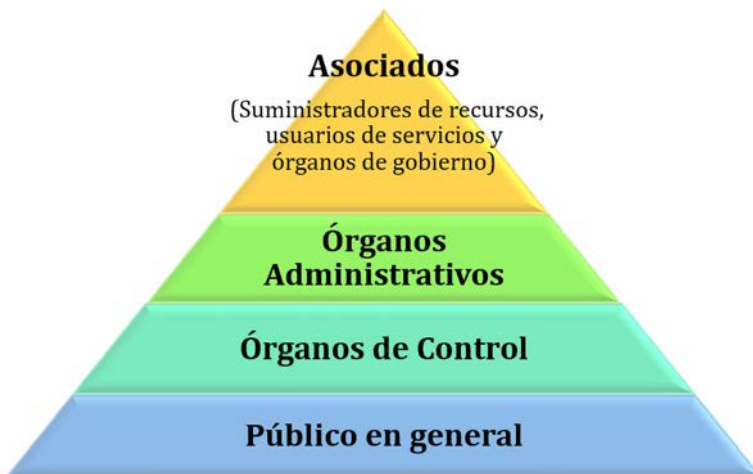 Asociados
(Suministradores de recursos,
usuarios de servicios y
órganos de gobierno)
Órganos
Administrativos
Órganos de Control
Público en general